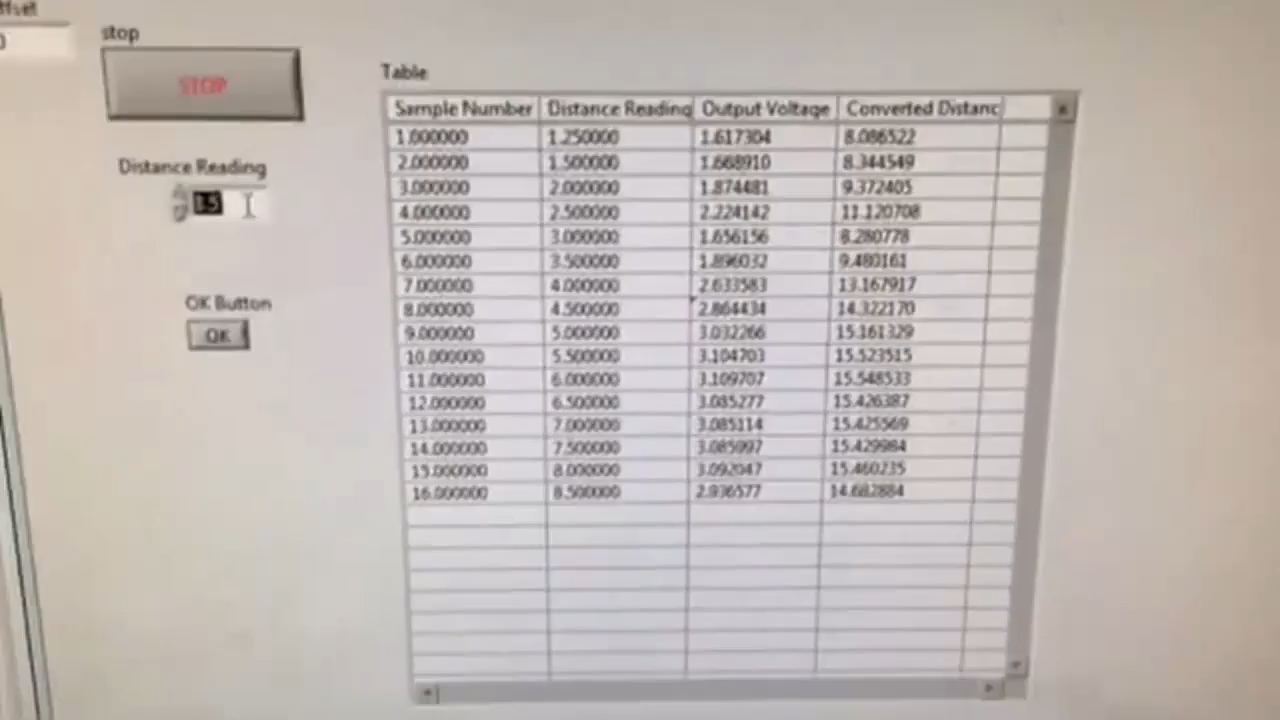 ffset
0
stop
STOP
Distance Reading
8.5
OK Button
OK
Table
Sample Number Distance Reading Output Voltage Converted Distanc
1.000000 1.250000 1.617304 8.086522
2.000000 1.500000 1.668910 8.344549
3.000000 2.000000 1.874481 9.372405
4.000000 2.500000 2.224142 11.120708
5.000000 3.000000 1.656156 8.280778
6.000000 3.500000 1.896032 9.480161
7.000000 4.000000 2.633583 13.167917
8.000000 4.500000 2.864434 14.322170
9.000000 5.000000 3.032266 15.161329
10.000000 5.500000 3.104703 15.523515
11.000000 6.000000 3.109707 15.548533
12.000000 6.500000 3.085277 15.426387
13.000000 7.000000 3.085114 15.425569
14.000000 7.500000 3.085997 15.429984
15.000000 8.000000 3.092047 15.460235
16.000000 8.500000 2.936577 14.682884